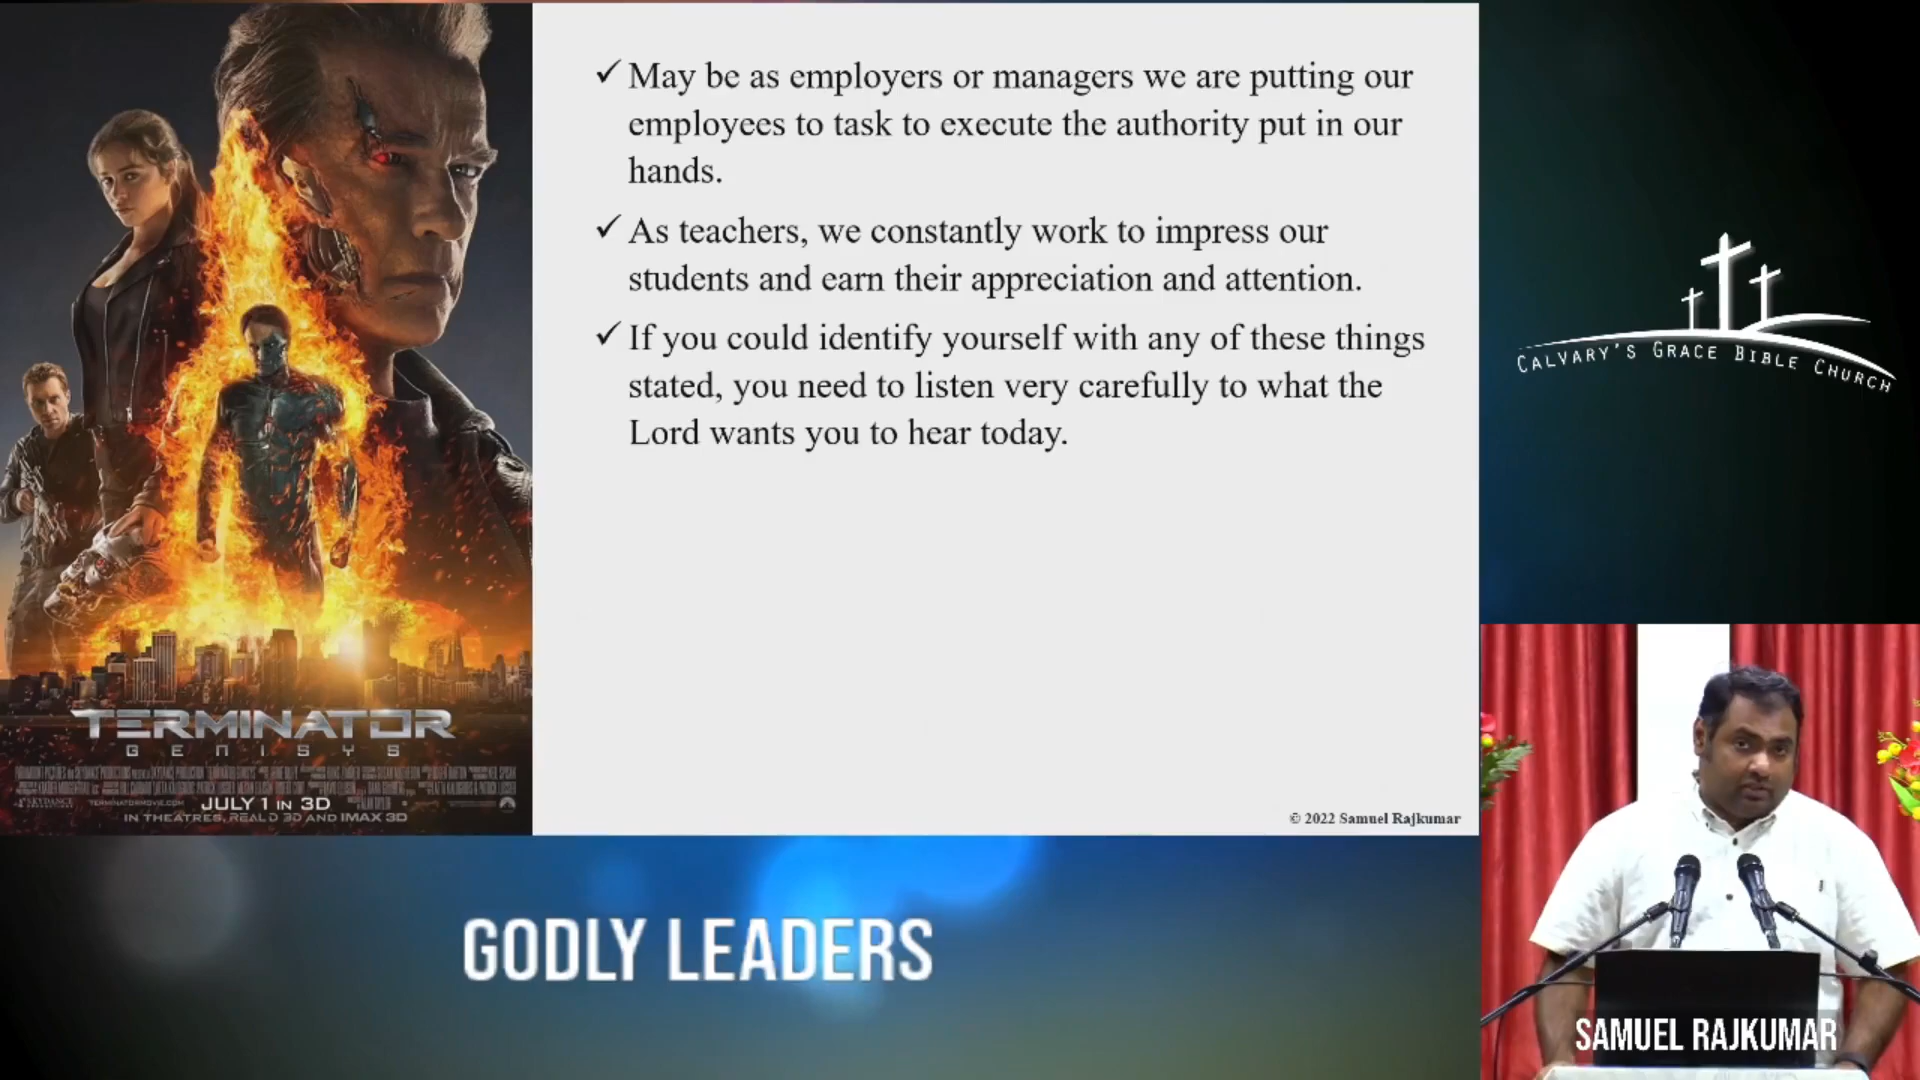 ✓ May be as employers or managers we are putting our
employees to task to execute the authority put in our
hands.
✓ As teachers, we constantly work to impress our
students and earn their appreciation and attention.
✓ If you could identify yourself with any of these things
stated, you need to listen very carefully to what the
Lord wants you to hear today.
© 2022 Samuel Rajkumar
TERMINATOR
GENISYS
SKYDANCE
TERMINATORMOVIE.COM
JULY 1 IN 3D
IN THEATRES, REAL D 3D AND IMAX 3D
CALVARY'S GRACE BIBLE CHURCH
GODLY LEADERS
SAMUEL RAJKUMAR